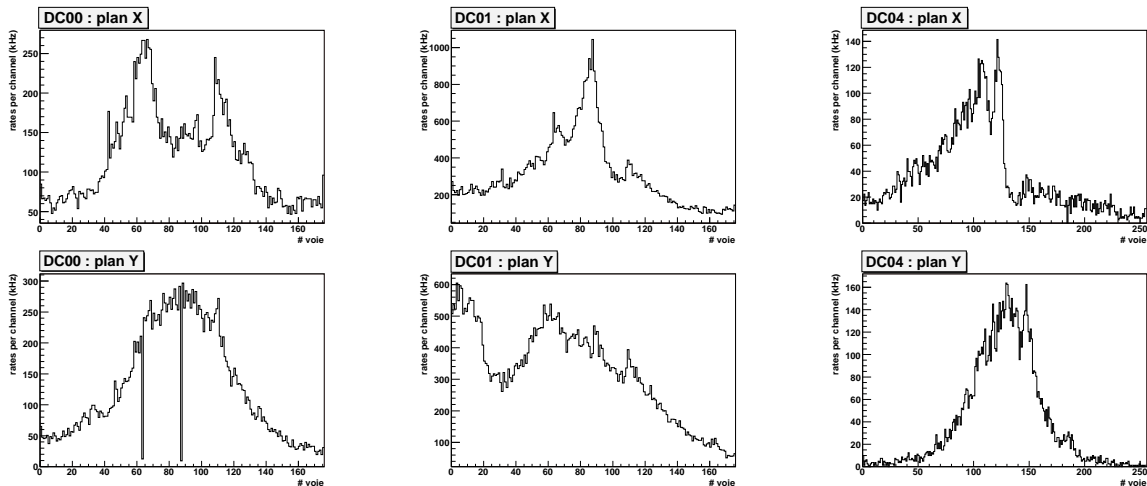 DC00 : plan X
rates per channel (kHz)
250
200
150
100
50
0 20 40 60 80 100 120 140 160
# voie
DC01 : plan X
rates per channel (kHz)
1000
800
600
400
200
0 20 40 60 80 100 120 140 160
# voie
DC04 : plan X
rates per channel (kHz)
140
120
100
80
60
40
20
0
0 50 100 150 200 250
# voie
DC00 : plan Y
rates per channel (kHz)
300
250
200
150
100
50
0
0 20 40 60 80 100 120 140 160
# voie
DC01 : plan Y
rates per channel (kHz)
600
500
400
300
200
100
0 20 40 60 80 100 120 140 160
# voie
DC04 : plan Y
rates per channel (kHz)
160
140
120
100
80
60
40
20
0
0 50 100 150 200 250
# voie